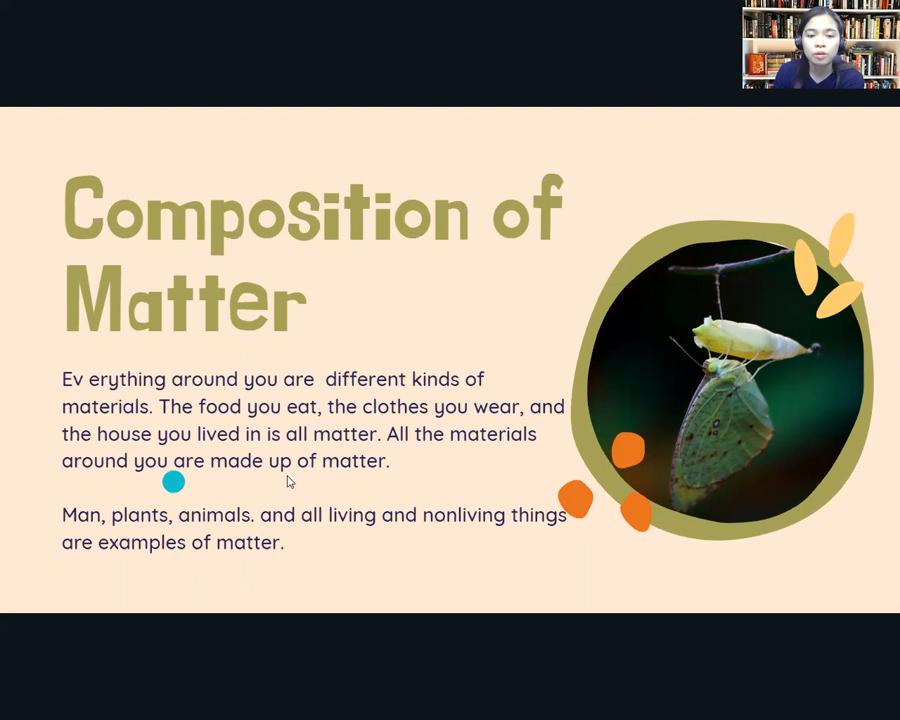 Composition of
Matter
Ev erything around you are  different kinds of
materials. The food you eat, the clothes you wear, and
the house you lived in is all matter. All the materials
around you are made up of matter.
Man, plants, animals. and all living and nonliving things
are examples of matter.